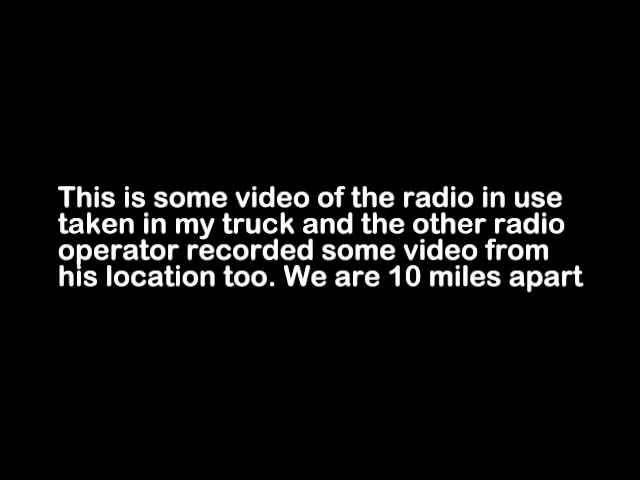 This is some video of the radio in use
taken in my truck and the other radio
operator recorded some video from
his location too. We are 10 miles apart